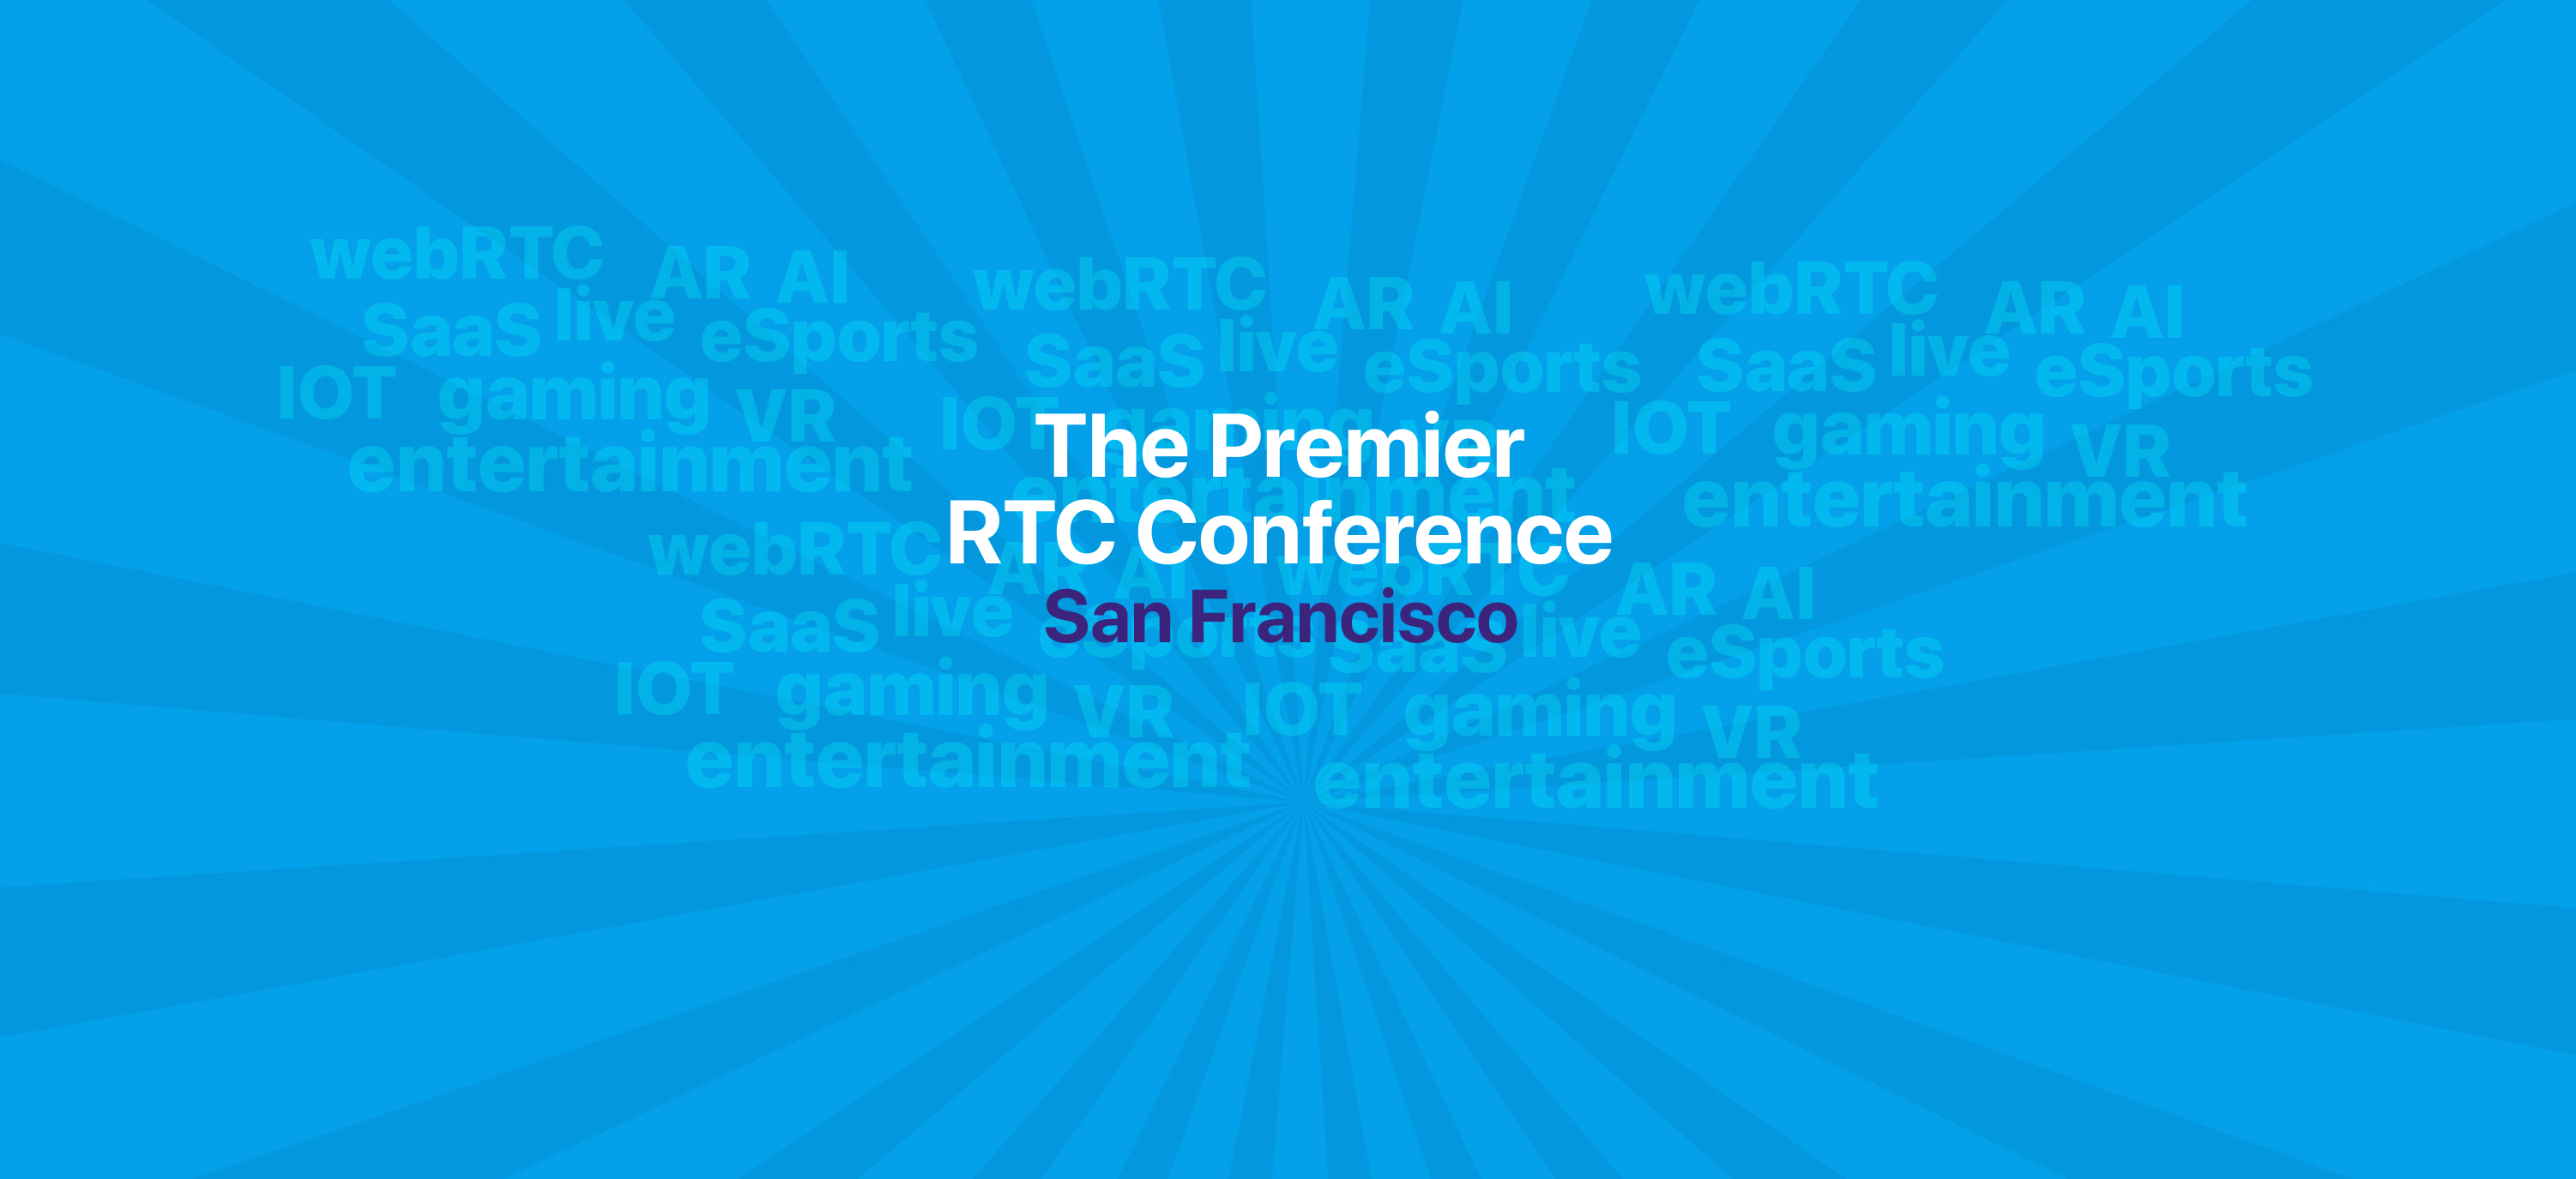 webRTC AR AI
SaaS live eSports
IOT gaming VR
entertainment
webRTC AR AI
SaaS live eSports
IOT gaming
entertainment
webRTC AR AI
SaaS live eSports
IOT gaming VR
entertainment
The Premier
RTC Conference
San Francisco
webRTC AR AI
SaaS live eSports
IOT gaming VR
entertainment
webRTC AR AI
SaaS live eSports
IOT gaming VR
entertainment